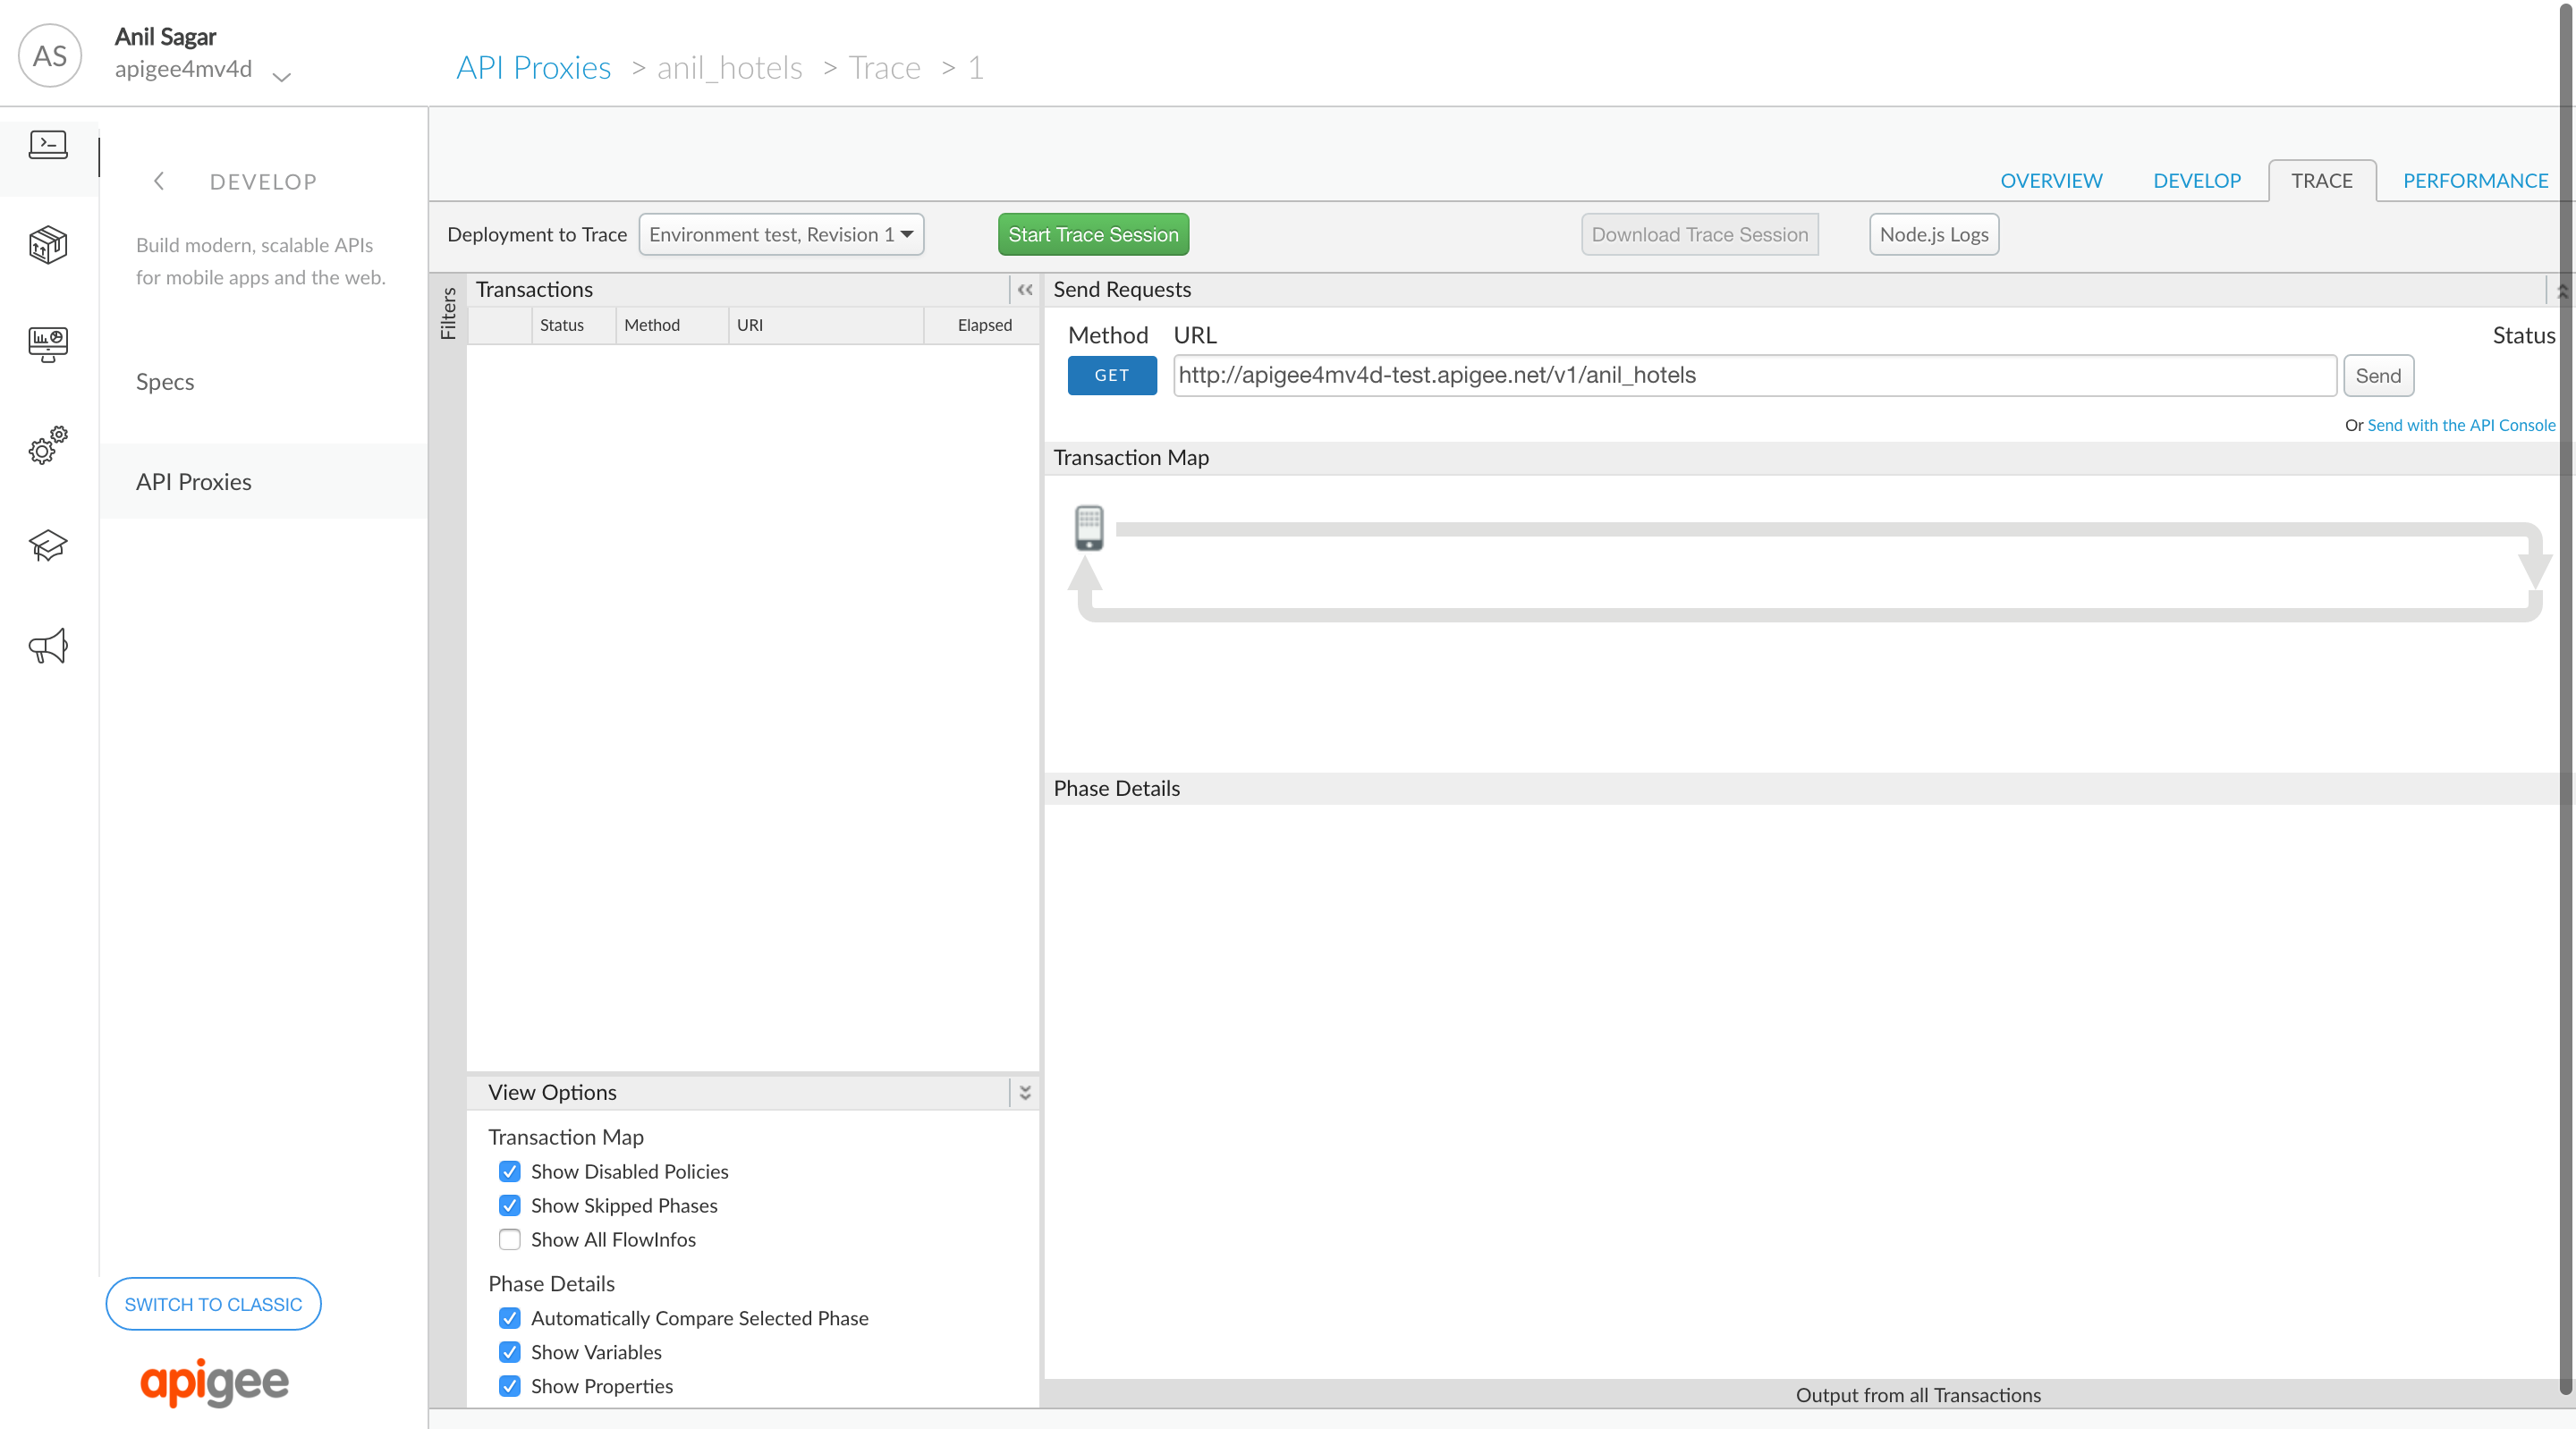 AS
Anil Sagar
apigee4mv4d
API Proxies > anil_hotels > Trace > 1
DEVELOP
Build modern, scalable APIs
for mobile apps and the web.
Specs
API Proxies
SWITCH TO CLASSIC
apigee
OVERVIEW DEVELOP TRACE PERFORMANCE
Deployment to Trace Environment test, Revision 1 Start Trace Session Download Trace Session Node.js Logs
Filters
Transactions
Status Method URI Elapsed
View Options
Transaction Map
Show Disabled Policies
Show Skipped Phases
Show All FlowInfos
Phase Details
Automatically Compare Selected Phase
Show Variables
Show Properties
Send Requests
Method URL Status
GET http://apigee4mv4d-test.apigee.net/v1/anil_hotels Send
Or Send with the API Console
Transaction Map
Phase Details
Output from all Transactions